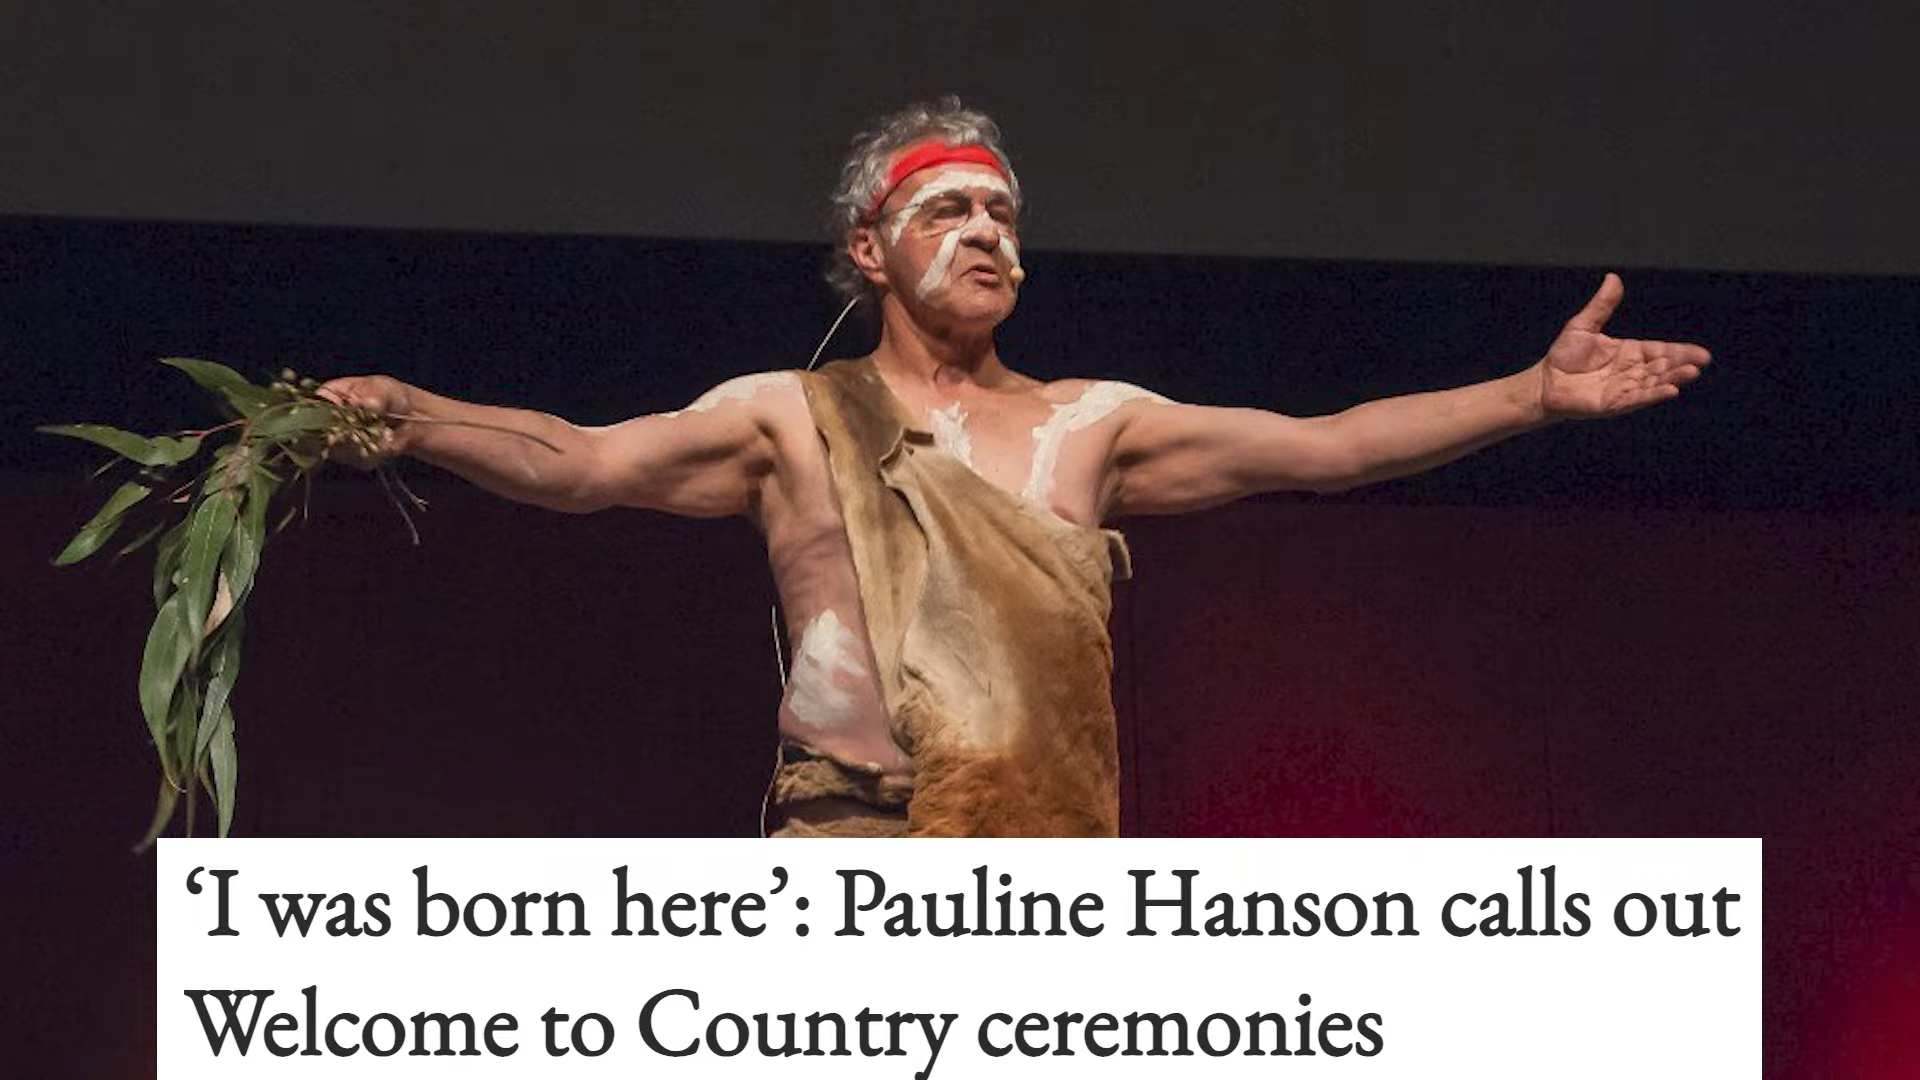 ‘I was born here’: Pauline Hanson calls out
Welcome to Country ceremonies